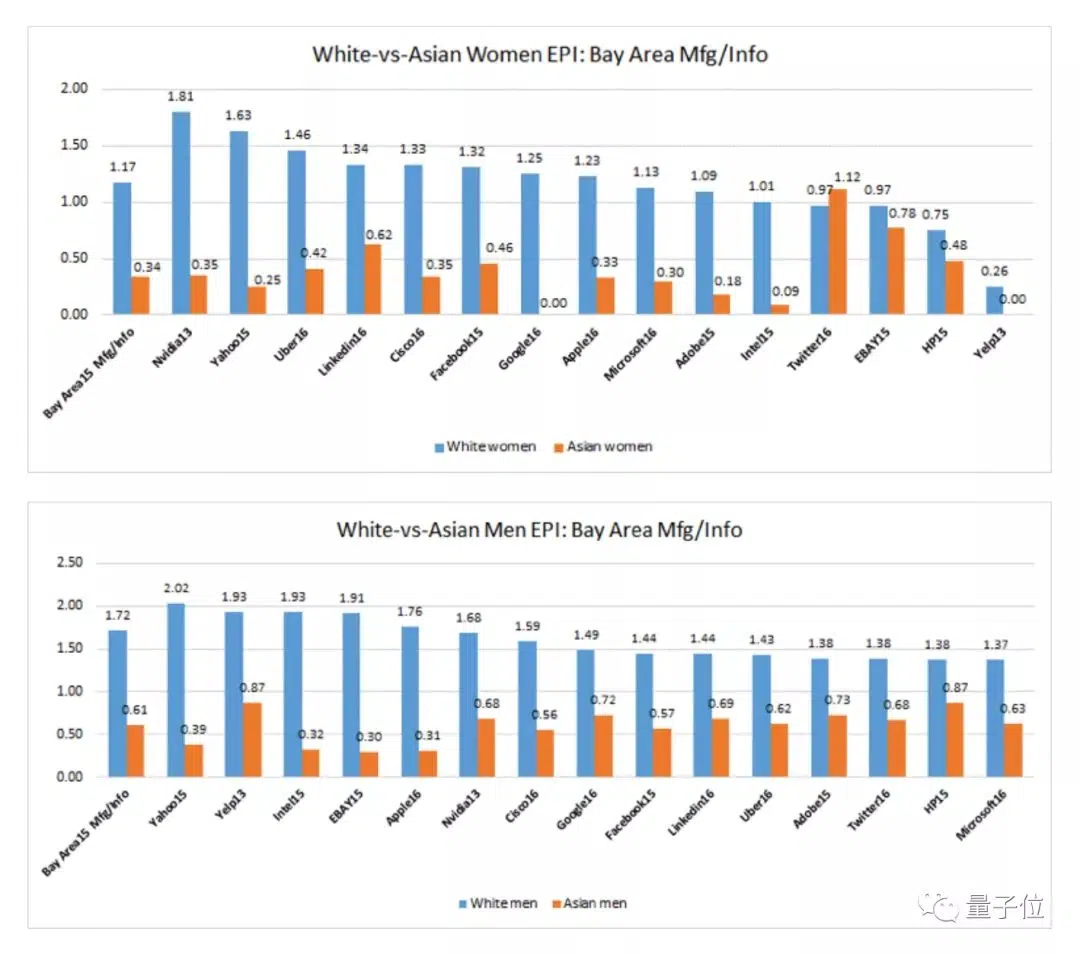 White-vs-Asian Women EPI: Bay Area Mfg/Info
2.00
1.50
1.00
0.50
0.00
1.17
0.34
1.81
0.35
1.63
0.25
1.46
0.42
1.34
0.62
1.33
0.35
1.32
0.46
1.25
0.00
1.23
0.33
1.13
0.30
1.09
0.18
1.01
0.09
0.97
1.12
0.97
0.78
0.75
0.48
0.26
0.00
Bay Area15 Mfg/Info
Nvidia13
Yahoo15
Uber16
Linkedin16
Cisco16
Facebook15
Google16
Apple16
Microsoft16
Adobe15
Intel15
Twitter16
EBAY15
HP15
Yelp13
White women
Asian women
White-vs-Asian Men EPI: Bay Area Mfg/Info
2.50
2.00
1.50
1.00
0.50
0.00
1.72
0.61
2.02
0.39
1.93
0.87
1.93
0.32
1.91
0.30
1.76
0.31
1.68
0.68
1.59
0.56
1.49
0.72
1.44
0.57
1.44
0.69
1.43
0.62
1.38
0.73
1.38
0.68
1.38
0.87
1.37
0.63
Bay Area15 Mfg/Info
Yahoo15
Yelp13
Intel15
EBAY15
Apple16
Nvidia13
Cisco16
Google16
Facebook15
Linkedin16
Uber16
Adobe15
Twitter16
HP15
Microsoft16
White men
Asian men
量子位